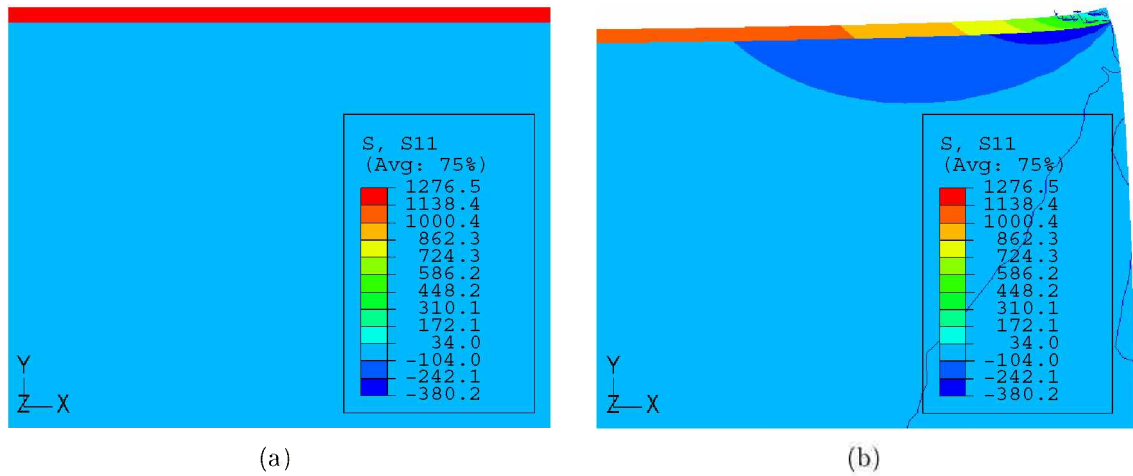 S, S11
(Avg: 75%)
1276.5
1138.4
1000.4
862.3
724.3
586.2
448.2
310.1
172.1
34.0
-104.0
-242.1
-380.2
Y
Z X
(a)
S, S11
(Avg: 75%)
1276.5
1138.4
1000.4
862.3
724.3
586.2
448.2
310.1
172.1
34.0
-104.0
-242.1
-380.2
Y
Z X
(b)